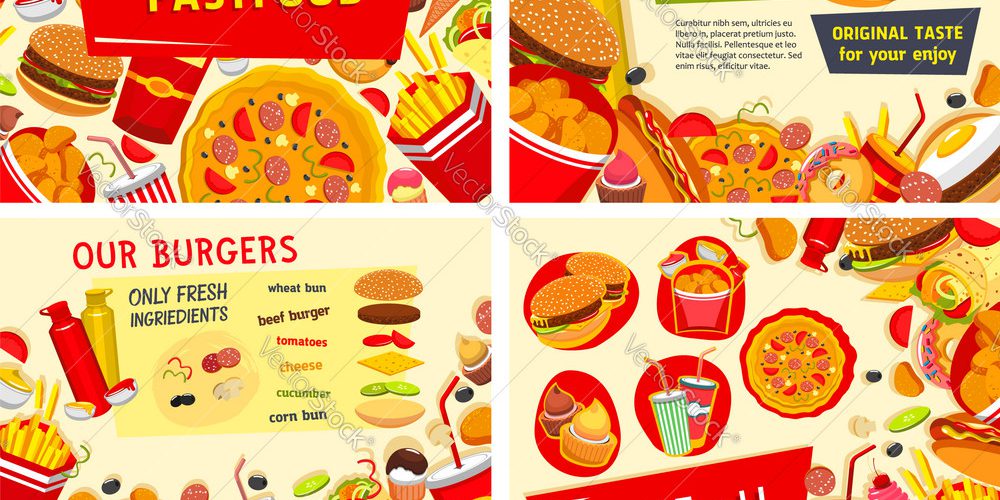 FASTFOOD
Curabitur nibh sem, ultricies eu
libero in, placerat pretium justo.
Nulla facilisi. Pellentesque et leo
vitae elit feugiat consectetur. Sed
enim risus, efficitur vitae.
ORIGINAL TASTE
for your enjoy
OUR BURGERS
ONLY FRESH
INGRIEDIENTS
wheat bun
beef burger
tomatoes
cheese
cucumber
corn bun
VectorStock®